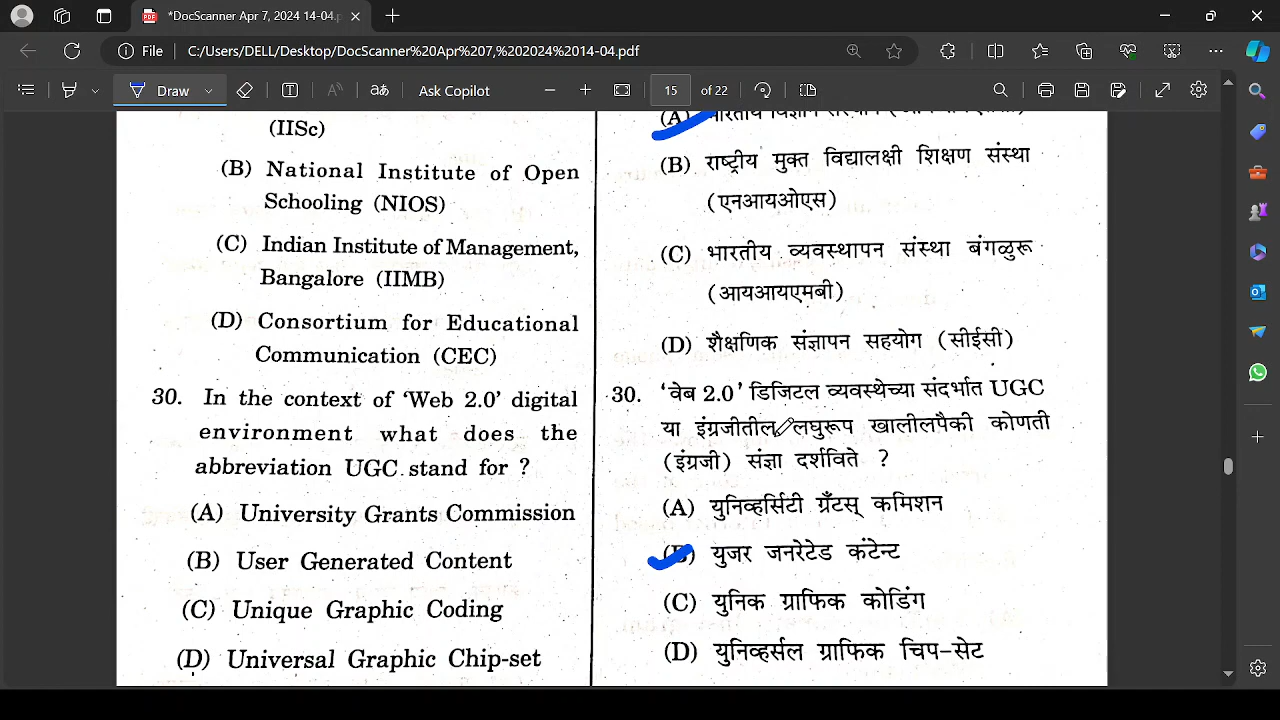 *DocScanner Apr 7, 2024 14-04.p
File
C:/Users/DELL/Desktop/DocScanner%20Apr%207,%202024%2014-04.pdf
Draw
Ask Copilot
15 of 22
(IISc)
(B) National Institute of Open
Schooling (NIOS)
(C) Indian Institute of Management,
Bangalore (IIMB)
(D) Consortium for Educational
Communication (CEC)
30. In the context of 'Web 2.0' digital
environment what does the
abbreviation UGC stand for ?
(A) University Grants Commission
(B) User Generated Content
(C) Unique Graphic Coding
(D) Universal Graphic Chip-set
(A)
(B) राष्ट्रीय मुक्त विद्यालक्षी शिक्षण संस्था
(एनआयओएस)
(C) भारतीय व्यवस्थापन संस्था बंगळुरू
(आयआयएमबी)
(D) शैक्षणिक संज्ञापन सहयोग (सीईसी)
30. 'वेब 2.0' डिजिटल व्यवस्थेच्या संदर्भात UGC
या इंग्रजीतील लघुरूप खालीलपैकी कोणती
(इंग्रजी) संज्ञा दर्शविते ?
(A) युनिव्हर्सिटी ग्रँटस् कमिशन
(B) युजर जनरेटेड कंटेन्ट
(C) युनिक ग्राफिक कोडिंग
(D) युनिव्हर्सल ग्राफिक चिप-सेट